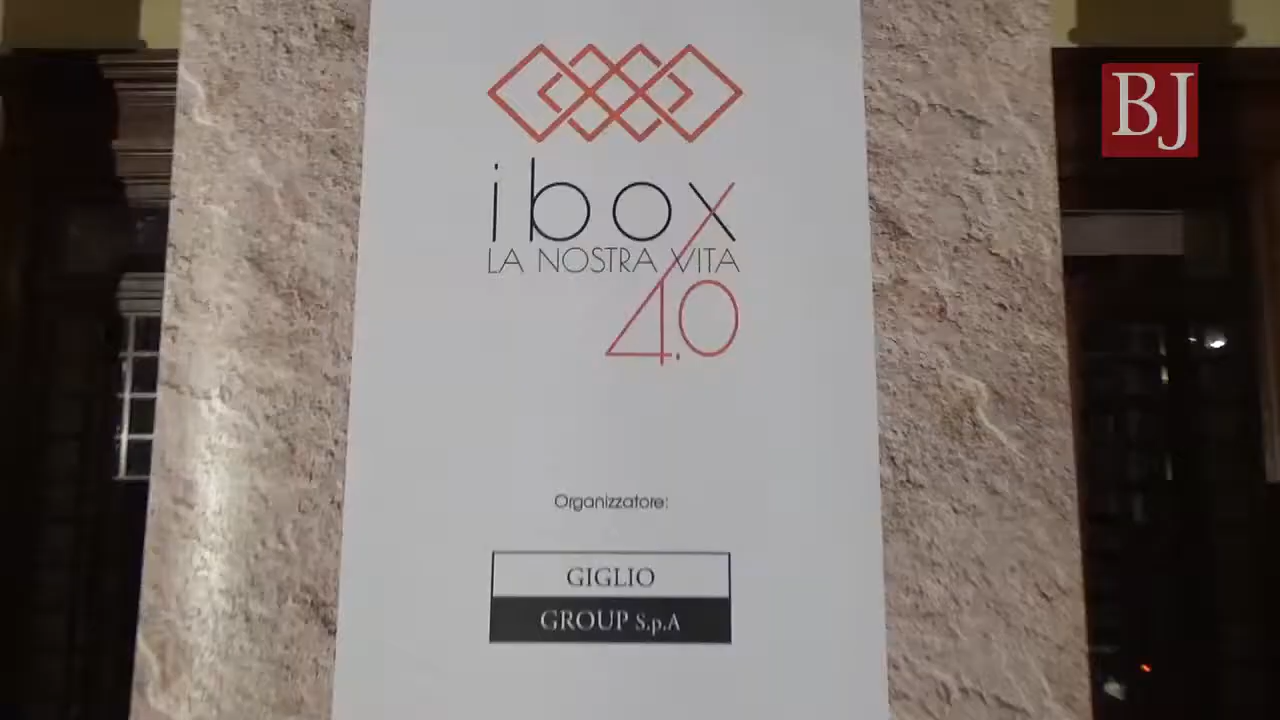 BJ
ibox
LA NOSTRA VITA
4.0
Organizzatore:
GIGLIO
GROUP S.p.A